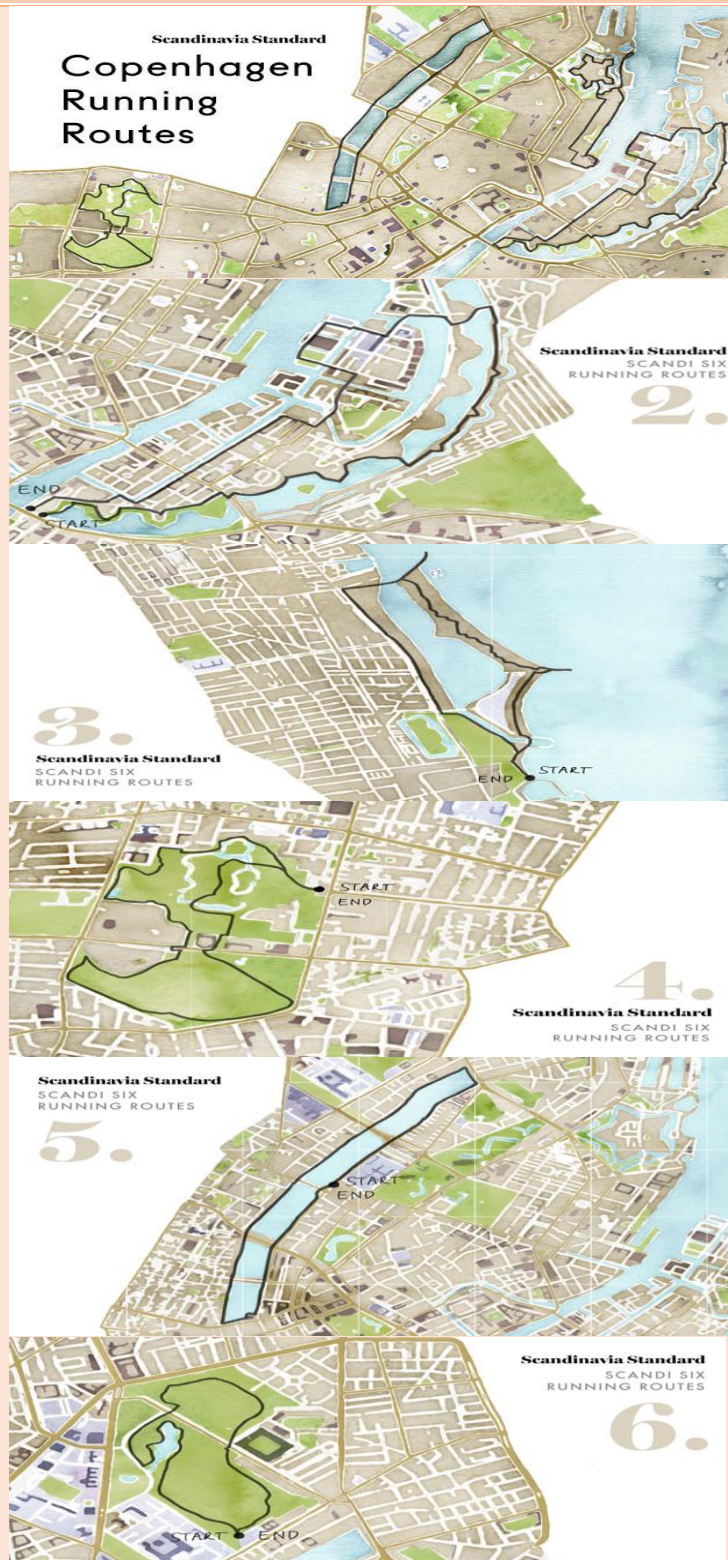 Scandinavia Standard
Copenhagen
Running
Routes
Scandinavia Standard
SCANDI SIX
RUNNING ROUTES
2.
END
START
3.
Scandinavia Standard
SCANDI SIX
RUNNING ROUTES
END
START
START
END
4.
Scandinavia Standard
SCANDI SIX
RUNNING ROUTES
Scandinavia Standard
SCANDI SIX
RUNNING ROUTES
5.
START
END
Scandinavia Standard
SCANDI SIX
RUNNING ROUTES
6.
START
END